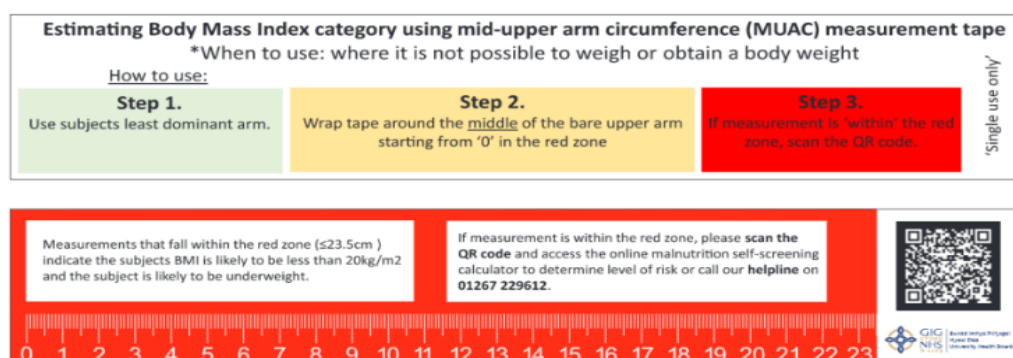 Estimating Body Mass Index category using mid-upper arm circumference (MUAC) measurement tape
*When to use: where it is not possible to weigh or obtain a body weight
How to use:
Step 1.
Use subjects least dominant arm.
Step 2.
Wrap tape around the middle of the bare upper arm
starting from ‘0’ in the red zone
Step 3.
If measurement is ‘within’ the red
zone, scan the QR code.
‘Single use only’
Measurements that fall within the red zone (≤23.5cm )
indicate the subjects BMI is likely to be less than 20kg/m2
and the subject is likely to be underweight.
If measurement is within the red zone, please scan the
QR code and access the online malnutrition self-screening
calculator to determine level of risk or call our helpline on
01267 229612.
0 1 2 3 4 5 6 7 8 9 10 11 12 13 14 15 16 17 18 19 20 21 22 23
GIG
NHS
Bwrdd Iechyd Prifysgol
Hywel Dda
University Health Board